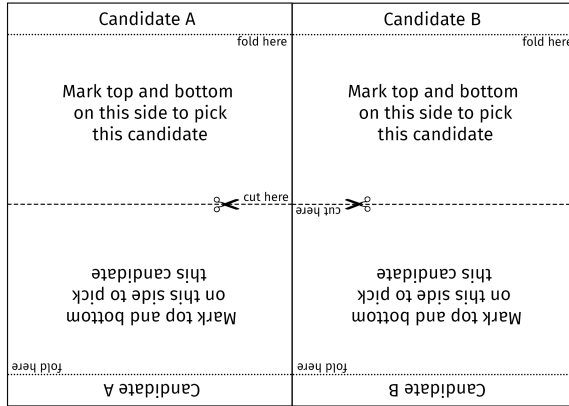 Candidate A
Candidate B
fold here
fold here
Mark top and bottom
on this side to pick
this candidate
Mark top and bottom
on this side to pick
this candidate
cut here
cut here
Mark top and bottom
on this side to pick
this candidate
Mark top and bottom
on this side to pick
this candidate
fold here
fold here
Candidate A
Candidate B